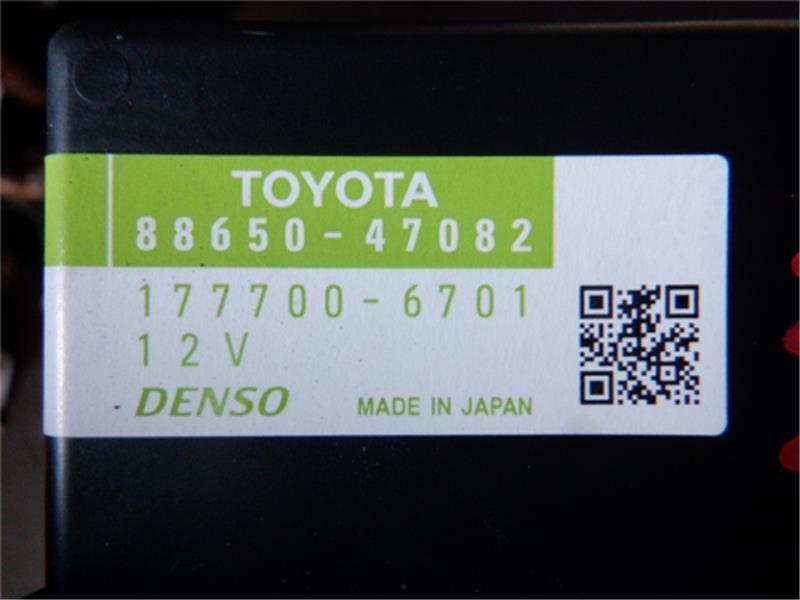 TOYOTA
88650-47082
177700-6701
12V
DENSO
MADE IN JAPAN